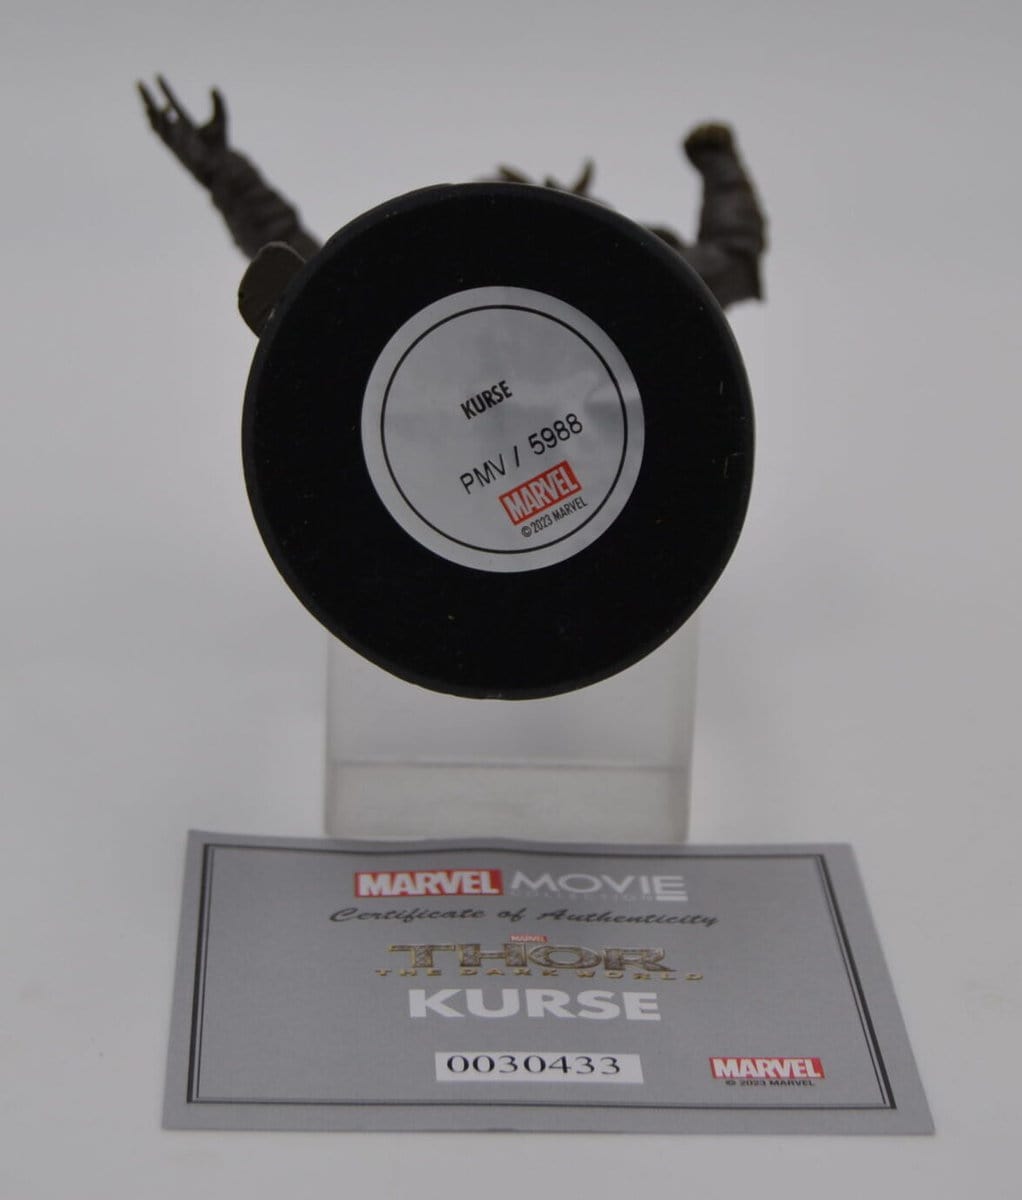 KURSE
PMV / 5988
MARVEL
© 2023 MARVEL
MARVEL MOVIE
COLLECTION
Certificate of Authenticity
MARVEL
THOR
THE DARK WORLD
KURSE
0030433
MARVEL
© 2023 MARVEL